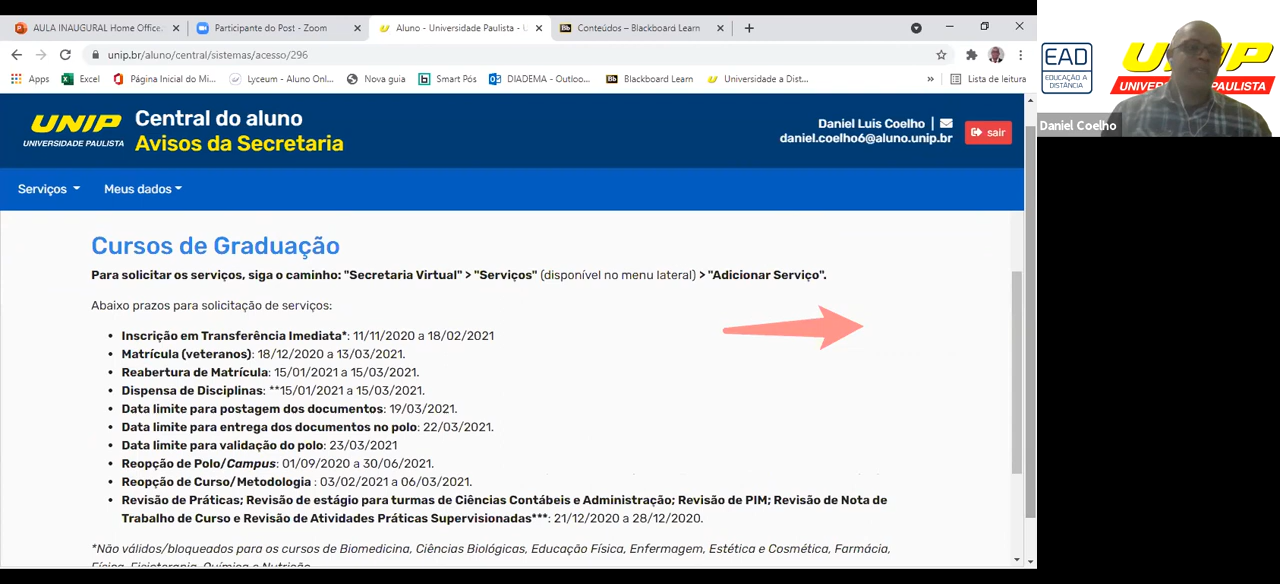 AULA INAUGURAL Home Office.
Participante do Post - Zoom
Aluno - Universidade Paulista - U
Conteúdos – Blackboard Learn
unip.br/aluno/central/sistemas/acesso/296
Apps
Excel
Página Inicial do Mi...
Lyceum - Aluno Onl...
Nova guia
Smart Pós
DIADEMA - Outloo...
Blackboard Learn
Universidade a Dist...
»
Lista de leitura
EAD
EDUCAÇÃO A
DISTÂNCIA
Daniel Coelho
UNIP
UNIVERSIDADE PAULISTA
Central do aluno
Avisos da Secretaria
Daniel Luis Coelho |
daniel.coelho6@aluno.unip.br
sair
Serviços
Meus dados
Cursos de Graduação
Para solicitar os serviços, siga o caminho: "Secretaria Virtual" > "Serviços" (disponível no menu lateral) > "Adicionar Serviço".
Abaixo prazos para solicitação de serviços:
• Inscrição em Transferência Imediata*: 11/11/2020 a 18/02/2021
• Matrícula (veteranos): 18/12/2020 a 13/03/2021.
• Reabertura de Matrícula: 15/01/2021 a 15/03/2021.
• Dispensa de Disciplinas: **15/01/2021 a 15/03/2021.
• Data limite para postagem dos documentos: 19/03/2021.
• Data limite para entrega dos documentos no polo: 22/03/2021.
• Data limite para validação do polo: 23/03/2021
• Reopção de Polo/Campus: 01/09/2020 a 30/06/2021.
• Reopção de Curso/Metodologia : 03/02/2021 a 06/03/2021.
• Revisão de Práticas; Revisão de estágio para turmas de Ciências Contábeis e Administração; Revisão de PIM; Revisão de Nota de
Trabalho de Curso e Revisão de Atividades Práticas Supervisionadas***: 21/12/2020 a 28/12/2020.
*Não válidos/bloqueados para os cursos de Biomedicina, Ciências Biológicas, Educação Física, Enfermagem, Estética e Cosmética, Farmácia,
Física, Fisioterapia, Química e Nutrição.